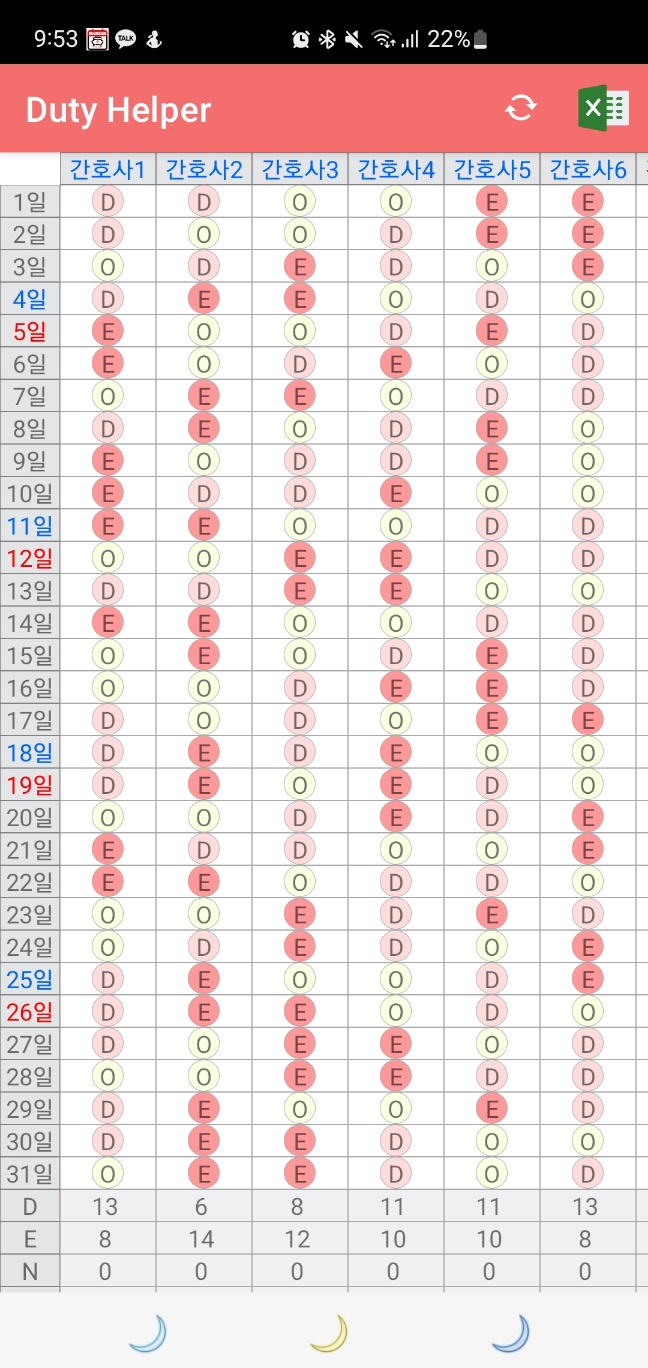 9:53 TALK 22%
Duty Helper X
간호사1 간호사2 간호사3 간호사4 간호사5 간호사6
1일 D D O O E E
2일 D O O D E E
3일 O D E D O E
4일 D E E O D O
5일 E O O D E D
6일 E O D E O D
7일 O E E O D D
8일 D E O D E O
9일 E O D D E O
10일 E D D E O O
11일 E E O O D D
12일 O O E E D D
13일 D D E E O O
14일 E E O O D D
15일 O E O D E D
16일 O O D E E D
17일 D O D O E E
18일 D E D E O O
19일 D E O E D O
20일 O O D E D E
21일 E D D O O E
22일 E E O D D O
23일 O O E D E D
24일 O D E D O E
25일 D E O O D E
26일 D E E O D O
27일 D O E E O D
28일 O O E E D D
29일 D E O O E D
30일 D E E D O O
31일 O E E D O D
D 13 6 8 11 11 13
E 8 14 12 10 10 8
N 0 0 0 0 0 0